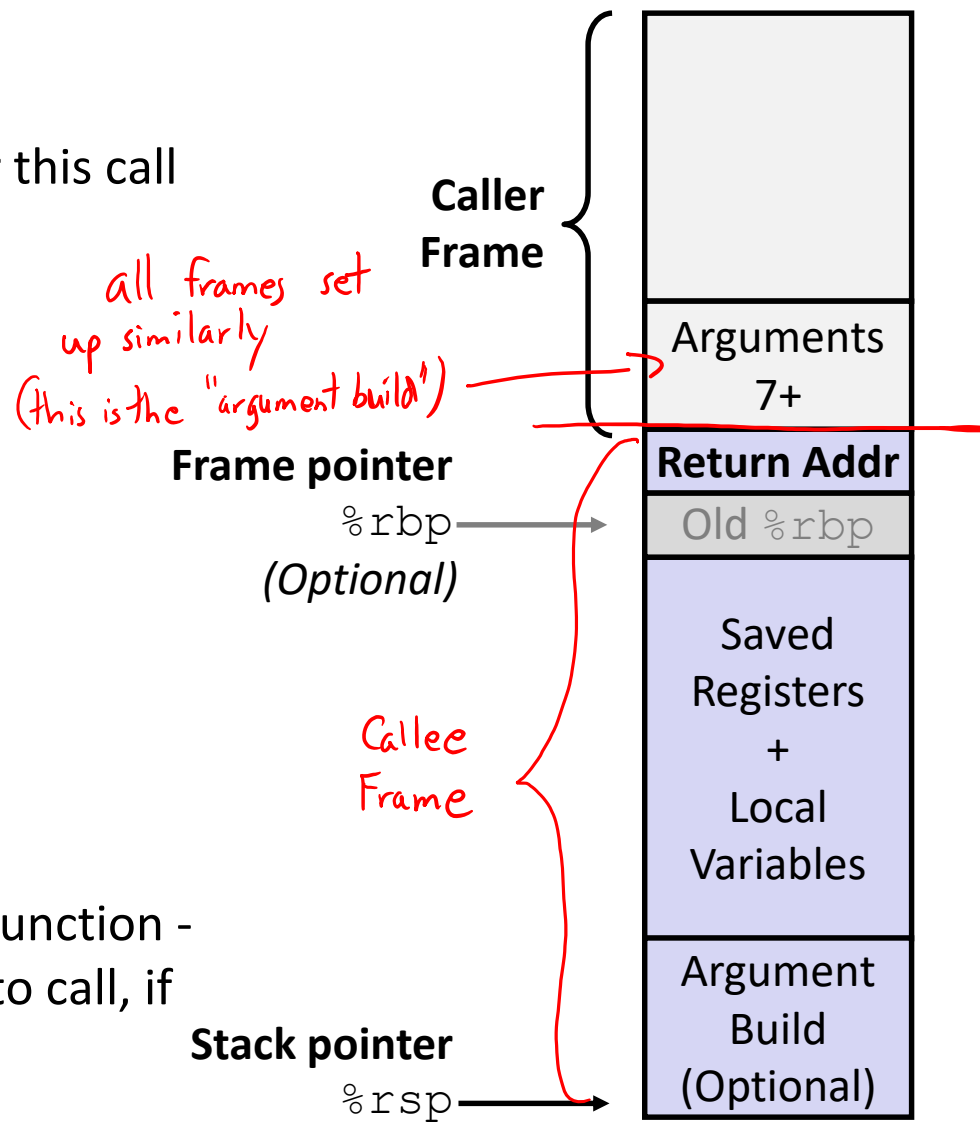 r this call
Caller
Frame
all frames set
up similarly
(this is the "argument build")
Arguments
7+
Frame pointer
%rbp
(Optional)
Return Addr
Old %rbp
Saved
Registers
+
Local
Variables
Callee
Frame
unction -
to call, if
Stack pointer
%rsp
Argument
Build
(Optional)